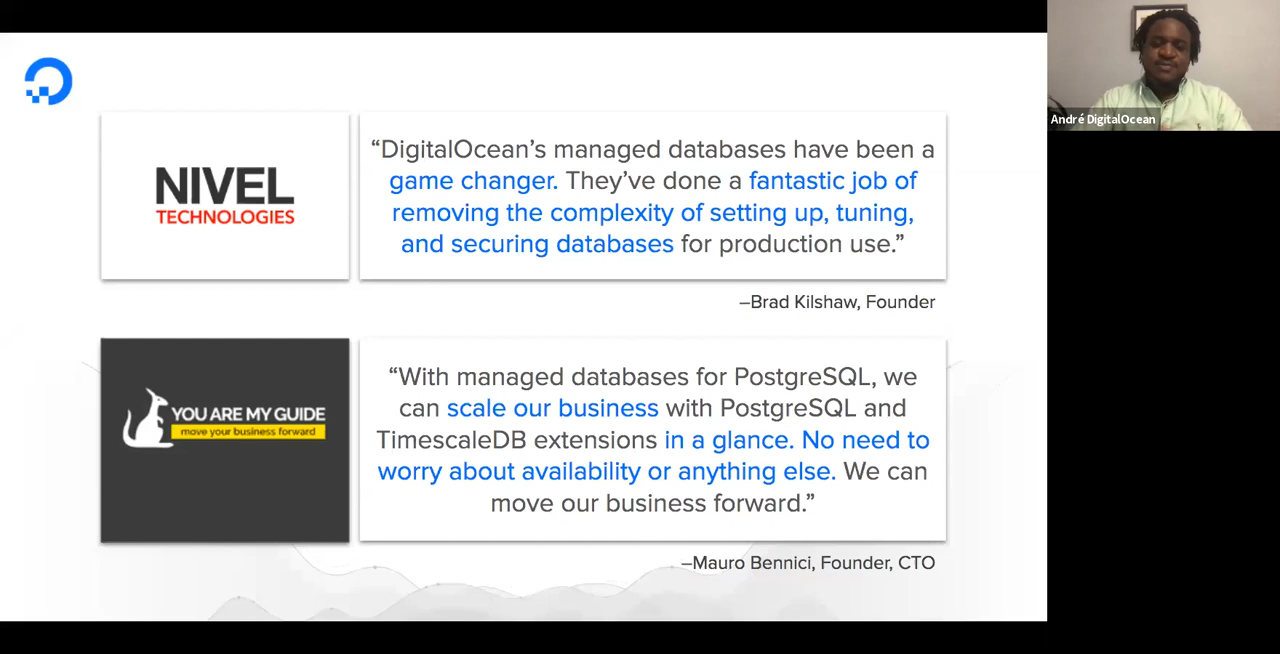 NIVEL
TECHNOLOGIES
“DigitalOcean’s managed databases have been a
game changer. They’ve done a fantastic job of
removing the complexity of setting up, tuning,
and securing databases for production use.”
–Brad Kilshaw, Founder
YOU ARE MY GUIDE
move your business forward
“With managed databases for PostgreSQL, we
can scale our business with PostgreSQL and
TimescaleDB extensions in a glance. No need to
worry about availability or anything else. We can
move our business forward.”
–Mauro Bennici, Founder, CTO
André DigitalOcean